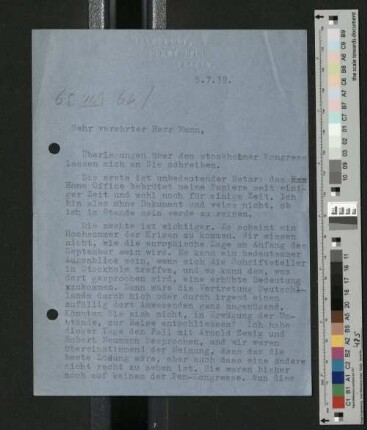 5.7.39.
Sehr verehrter Herr Mann,
Überlegungen über den stockholmer Kongress
lassen mich an Sie schreiben.
Die erste ist unbedeutender Natur: das
Home Office bebrütet meine Papiere seit eini-
ger Zeit und wohl noch für einige Zeit. Ich
bin also ohne Dokument und weiss nicht, ob
ich in Stande sein werde zu reisen.
Die zweite ist wichtiger. Es scheint ein
Hochsommer der Krisen zu kommen. Wir wissen
nicht, wie die europäische Lage am Anfang des
September sein wird. Es kann ein bedeutsamer
Augenblick sein, wenn sich die Schriftsteller
in Stockholm treffen, und es kann dem, was
dort gesprochen wird, eine erhöhte Bedeutung
zukommen. Dann wäre die Vertretung Deutsch-
lands durch mich oder durch irgend einen
zufällig dort Anwesenden ganz unzureichend.
Könnten Sie sich nicht, in Erwägung der Um-
stände, zur Reise entschliessen? Ich habe
dieser Tage den Fall mit Arnold Zweig und
Robert Neumann besprochen, und wir waren
übereinstimmend der Meinung, dass das die
beste Lösung wäre, aber auch dass eine andere
nicht recht zu sehen ist. Sie waren bisher
noch auf keinem der Pen-Kongresse. Nun dies